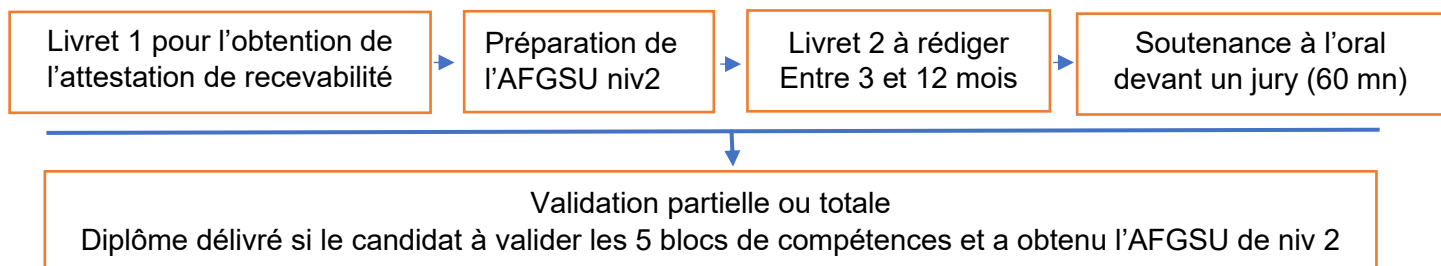 Livret 1 pour l’obtention de
l’attestation de recevabilité
Préparation de
l’AFGSU niv2
Livret 2 à rédiger
Entre 3 et 12 mois
Soutenance à l’oral
devant un jury (60 mn)
Validation partielle ou totale
Diplôme délivré si le candidat à valider les 5 blocs de compétences et a obtenu l’AFGSU de niv 2